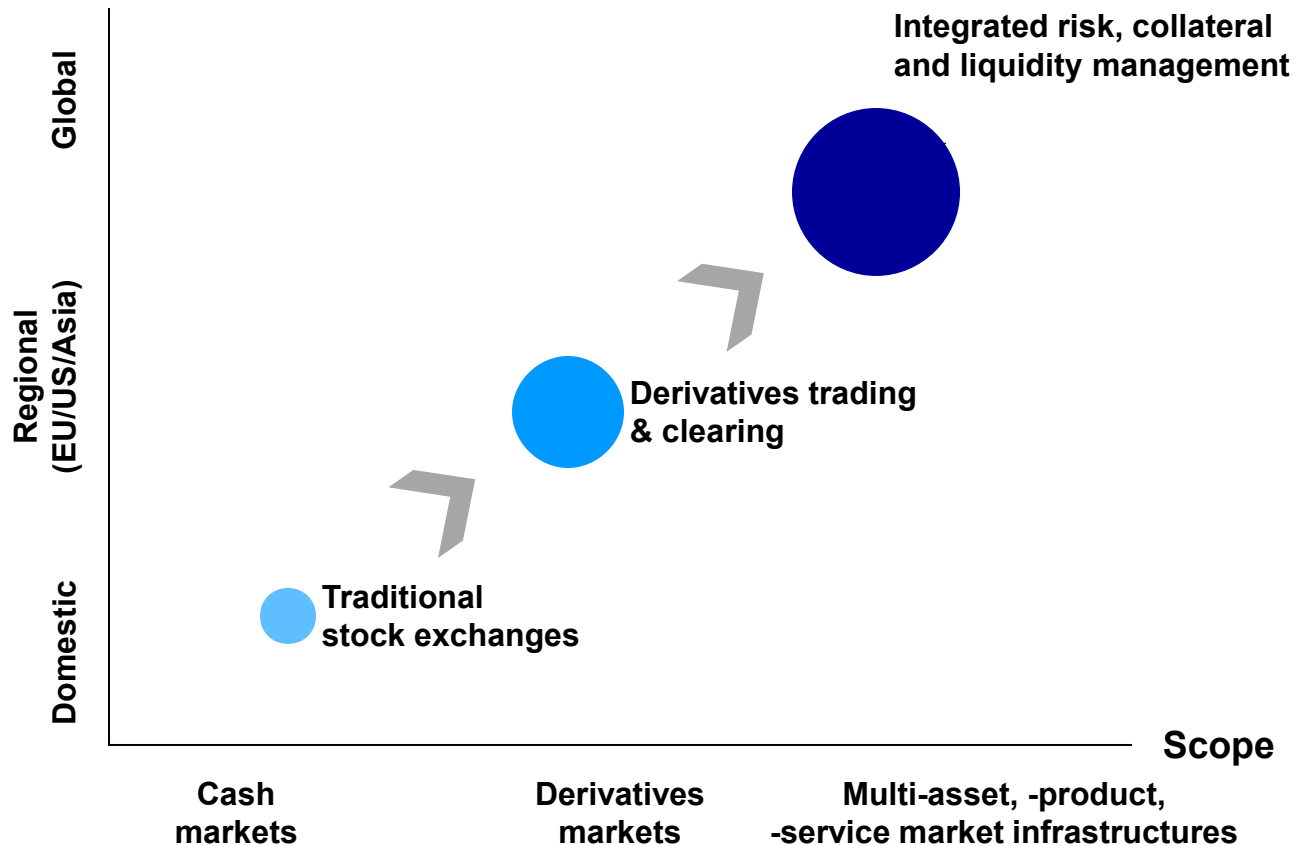 Integrated risk, collateral
and liquidity management
Global
Regional
(EU/US/Asia)
Derivatives trading
& clearing
Domestic
Traditional
stock exchanges
Scope
Cash
markets
Derivatives
markets
Multi-asset, -product,
-service market infrastructures